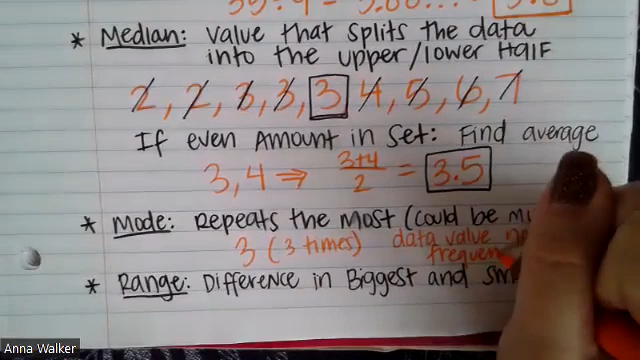 * Median: Value that splits the data
into the upper/lower Half
2, 2, 3, 3, 3 4, 5, 6, 7
If even Amount in Set: Find average
3, 4 ⇒ 3+4/2 = 3.5
* Mode: Repeats the Most (Could be
3 (3 times) data value
* Range: Difference in Biggest and
Anna Walker